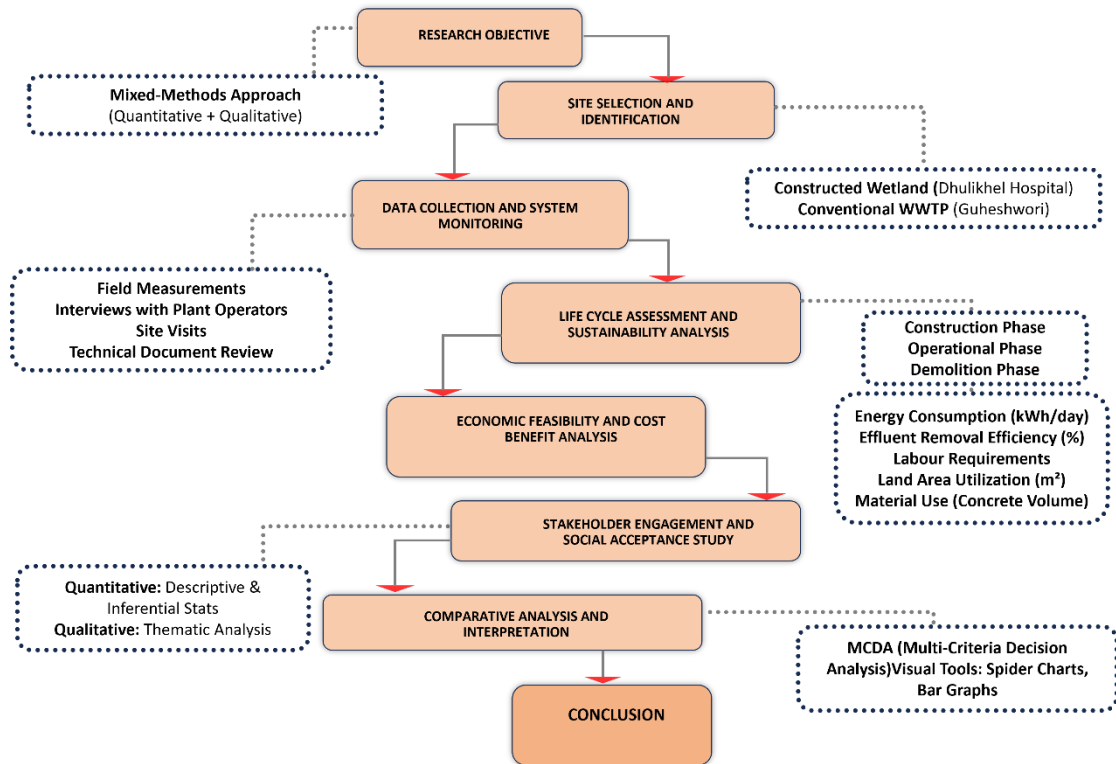 RESEARCH OBJECTIVE
Mixed-Methods Approach
(Quantitative + Qualitative)
SITE SELECTION AND
IDENTIFICATION
Constructed Wetland (Dhulikhel Hospital)
Conventional WWTP (Guheshwori)
DATA COLLECTION AND SYSTEM
MONITORING
Field Measurements
Interviews with Plant Operators
Site Visits
Technical Document Review
LIFE CYCLE ASSESSMENT AND
SUSTAINABILITY ANALYSIS
Construction Phase
Operational Phase
Demolition Phase
Energy Consumption (kWh/day)
Effluent Removal Efficiency (%)
Labour Requirements
Land Area Utilization (m²)
Material Use (Concrete Volume)
ECONOMIC FEASIBILITY AND COST
BENEFIT ANALYSIS
STAKEHOLDER ENGAGEMENT AND
SOCIAL ACCEPTANCE STUDY
Quantitative: Descriptive &
Inferential Stats
Qualitative: Thematic Analysis
COMPARATIVE ANALYSIS AND
INTERPRETATION
MCDA (Multi-Criteria Decision
Analysis)Visual Tools: Spider Charts,
Bar Graphs
CONCLUSION